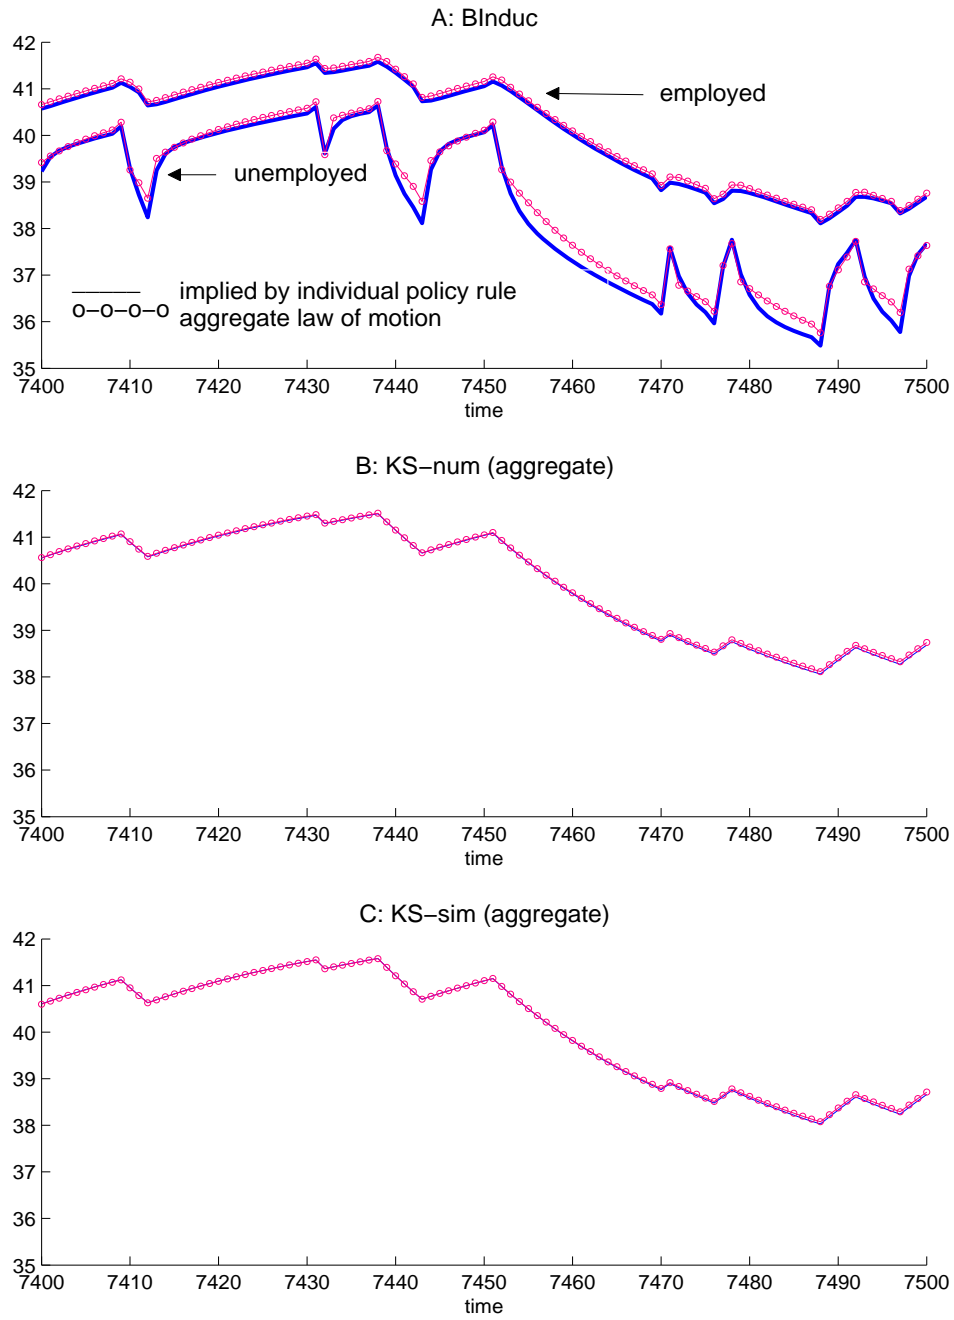 A: BInduc
42
41
40
39
38
37
36
35
employed
unemployed
implied by individual policy rule
o–o–o–o aggregate law of motion
7400 7410 7420 7430 7440 7450 7460 7470 7480 7490 7500
time
B: KS–num (aggregate)
42
41
40
39
38
37
36
35
7400 7410 7420 7430 7440 7450 7460 7470 7480 7490 7500
time
C: KS–sim (aggregate)
42
41
40
39
38
37
36
35
7400 7410 7420 7430 7440 7450 7460 7470 7480 7490 7500
time